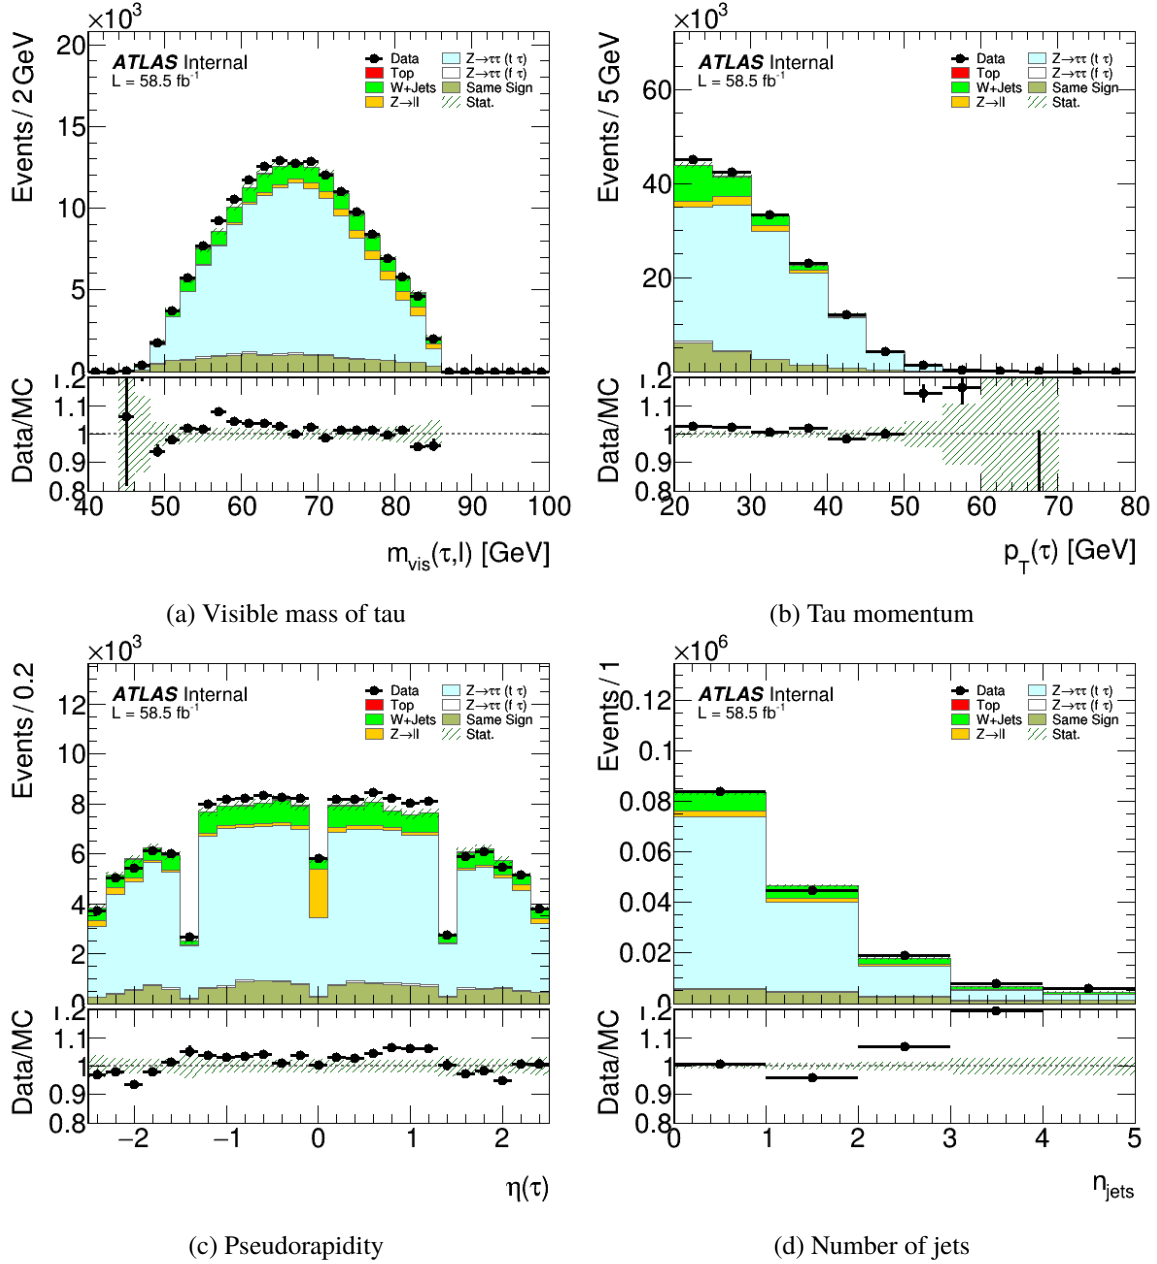 ×10³
Events / 2 GeV
20
15
10
5
0
ATLAS Internal
L = 58.5 fb⁻¹
Data
Top
W+Jets
Z→ll
Z→ττ (t τ)
Z→ττ (f τ)
Same Sign
Stat.
Data/MC
1.2
1.1
1
0.9
0.8
40 50 60 70 80 90 100
m_vis(τ,l) [GeV]
(a) Visible mass of tau
Events / 5 GeV
×10³
60
40
20
0
ATLAS Internal
L = 58.5 fb⁻¹
Data
Top
W+Jets
Z→ll
Z→ττ (t τ)
Z→ττ (f τ)
Same Sign
Stat.
Data/MC
1.2
1.1
1
0.9
0.8
20 30 40 50 60 70 80
p_T(τ) [GeV]
(b) Tau momentum
×10³
Events / 0.2
12
10
8
6
4
2
0
ATLAS Internal
L = 58.5 fb⁻¹
Data
Top
W+Jets
Z→ll
Z→ττ (t τ)
Z→ττ (f τ)
Same Sign
Stat.
Data/MC
1.2
1.1
1
0.9
0.8
−2 −1 0 1 2
η(τ)
(c) Pseudorapidity
Events / 1
×10⁶
0.12
0.1
0.08
0.06
0.04
0.02
0
ATLAS Internal
L = 58.5 fb⁻¹
Data
Top
W+Jets
Z→ll
Z→ττ (t τ)
Z→ττ (f τ)
Same Sign
Stat.
Data/MC
1.2
1.1
1
0.9
0.8
0 1 2 3 4 5
n_jets
(d) Number of jets